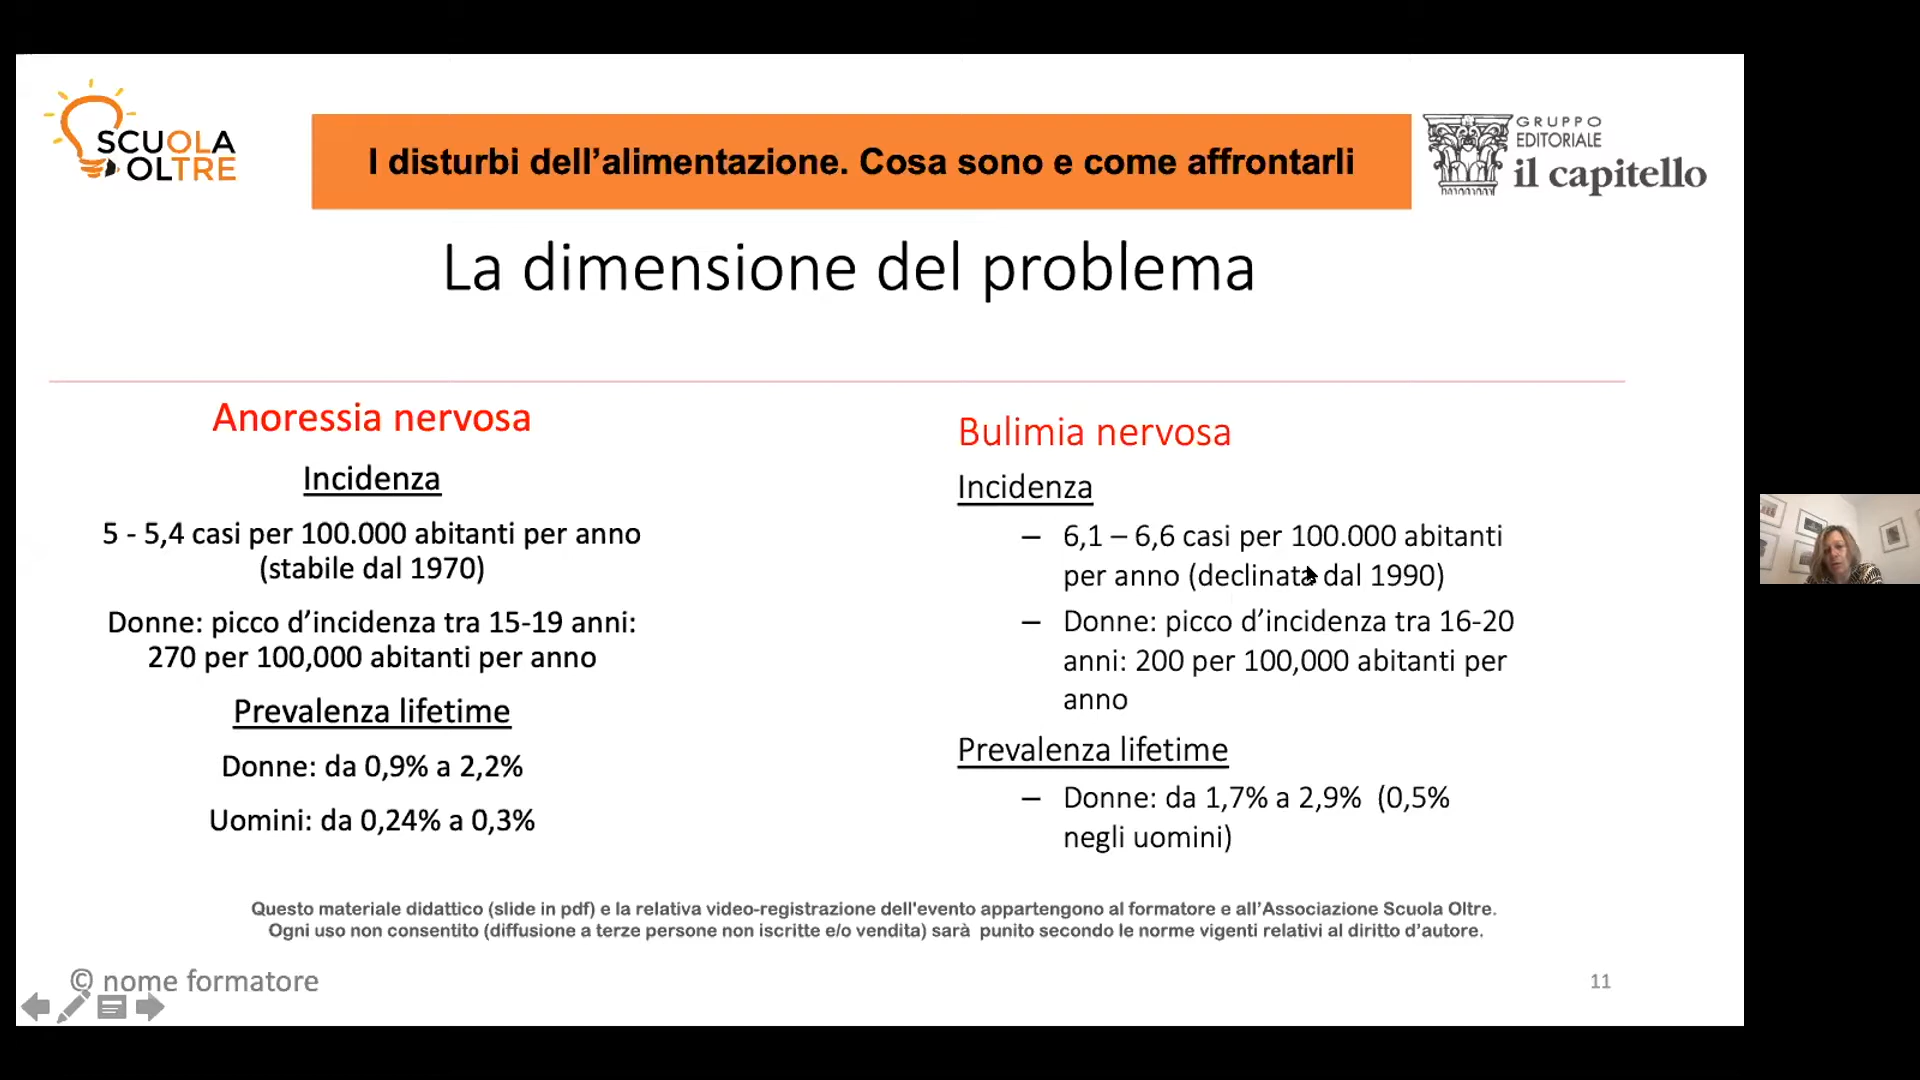 SCUOLA
OLTRE
I disturbi dell’alimentazione. Cosa sono e come affrontarli
GRUPPO
EDITORIALE
il capitello
La dimensione del problema
Anoressia nervosa
Incidenza
5 - 5,4 casi per 100.000 abitanti per anno
(stabile dal 1970)
Donne: picco d’incidenza tra 15-19 anni:
270 per 100,000 abitanti per anno
Prevalenza lifetime
Donne: da 0,9% a 2,2%
Uomini: da 0,24% a 0,3%
Bulimia nervosa
Incidenza
– 6,1 – 6,6 casi per 100.000 abitanti
per anno (declinata dal 1990)
– Donne: picco d’incidenza tra 16-20
anni: 200 per 100,000 abitanti per
anno
Prevalenza lifetime
– Donne: da 1,7% a 2,9% (0,5%
negli uomini)
Questo materiale didattico (slide in pdf) e la relativa video-registrazione dell'evento appartengono al formatore e all’Associazione Scuola Oltre.
Ogni uso non consentito (diffusione a terze persone non iscritte e/o vendita) sarà punito secondo le norme vigenti relativi al diritto d’autore.
© nome formatore
11